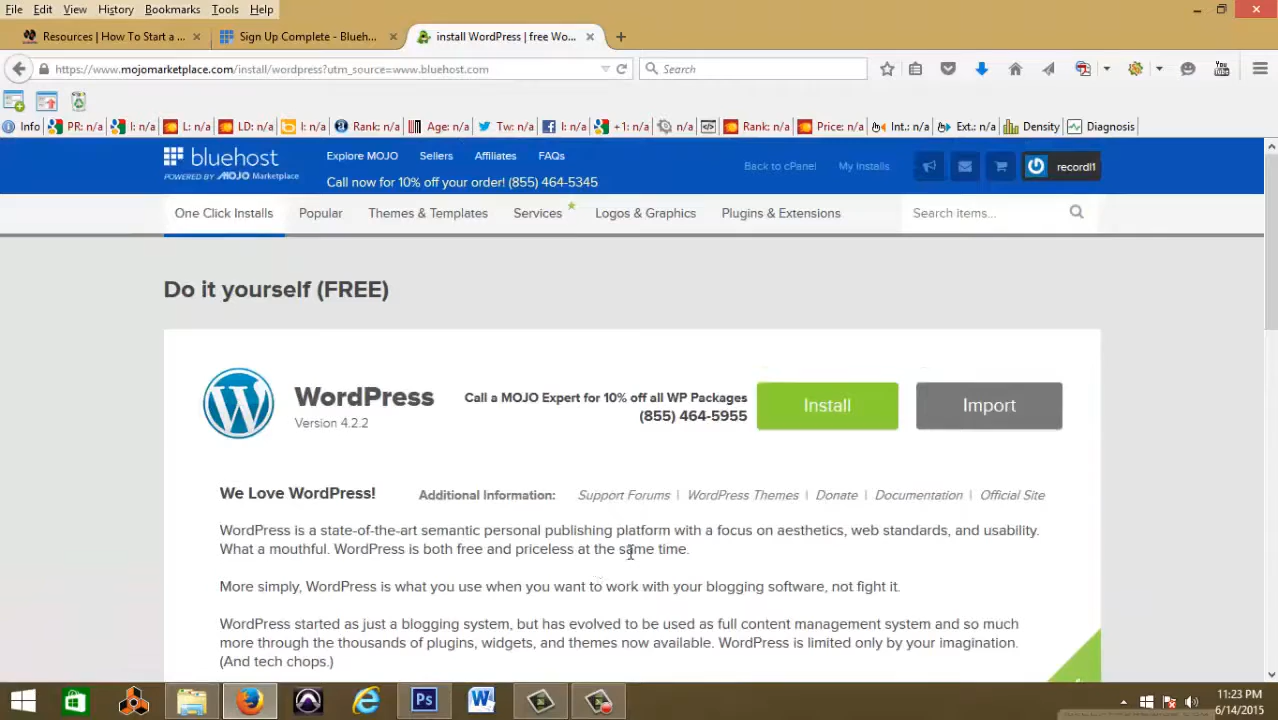 File Edit View History Bookmarks Tools Help
Resources | How To Start a ... × Sign Up Complete - Blueh... × install WordPress | free Wo... × +
https://www.mojomarketplace.com/install/wordpress?utm_source=www.bluehost.com Search You Tube
Info PR: n/a I: n/a L: n/a LD: n/a I: n/a Rank: n/a Age: n/a Tw: n/a I: n/a +1: n/a n/a Rank: n/a Price: n/a Int.: n/a Ext.: n/a Density Diagnosis
bluehost Explore MOJO Sellers Affiliates FAQs Back to cPanel My Installs recordl1
POWERED BY MOJO Marketplace Call now for 10% off your order! (855) 464-5345
One Click Installs Popular Themes & Templates Services Logos & Graphics Plugins & Extensions Search items...
Do it yourself (FREE)
WordPress Call a MOJO Expert for 10% off all WP Packages Install Import
Version 4.2.2 (855) 464-5955
We Love WordPress! Additional Information: Support Forums | WordPress Themes | Donate | Documentation | Official Site
WordPress is a state-of-the-art semantic personal publishing platform with a focus on aesthetics, web standards, and usability.
What a mouthful. WordPress is both free and priceless at the same time.
More simply, WordPress is what you use when you want to work with your blogging software, not fight it.
WordPress started as just a blogging system, but has evolved to be used as full content management system and so much
more through the thousands of plugins, widgets, and themes now available. WordPress is limited only by your imagination.
(And tech chops.)
Ps W 11:23 PM
6/14/2015